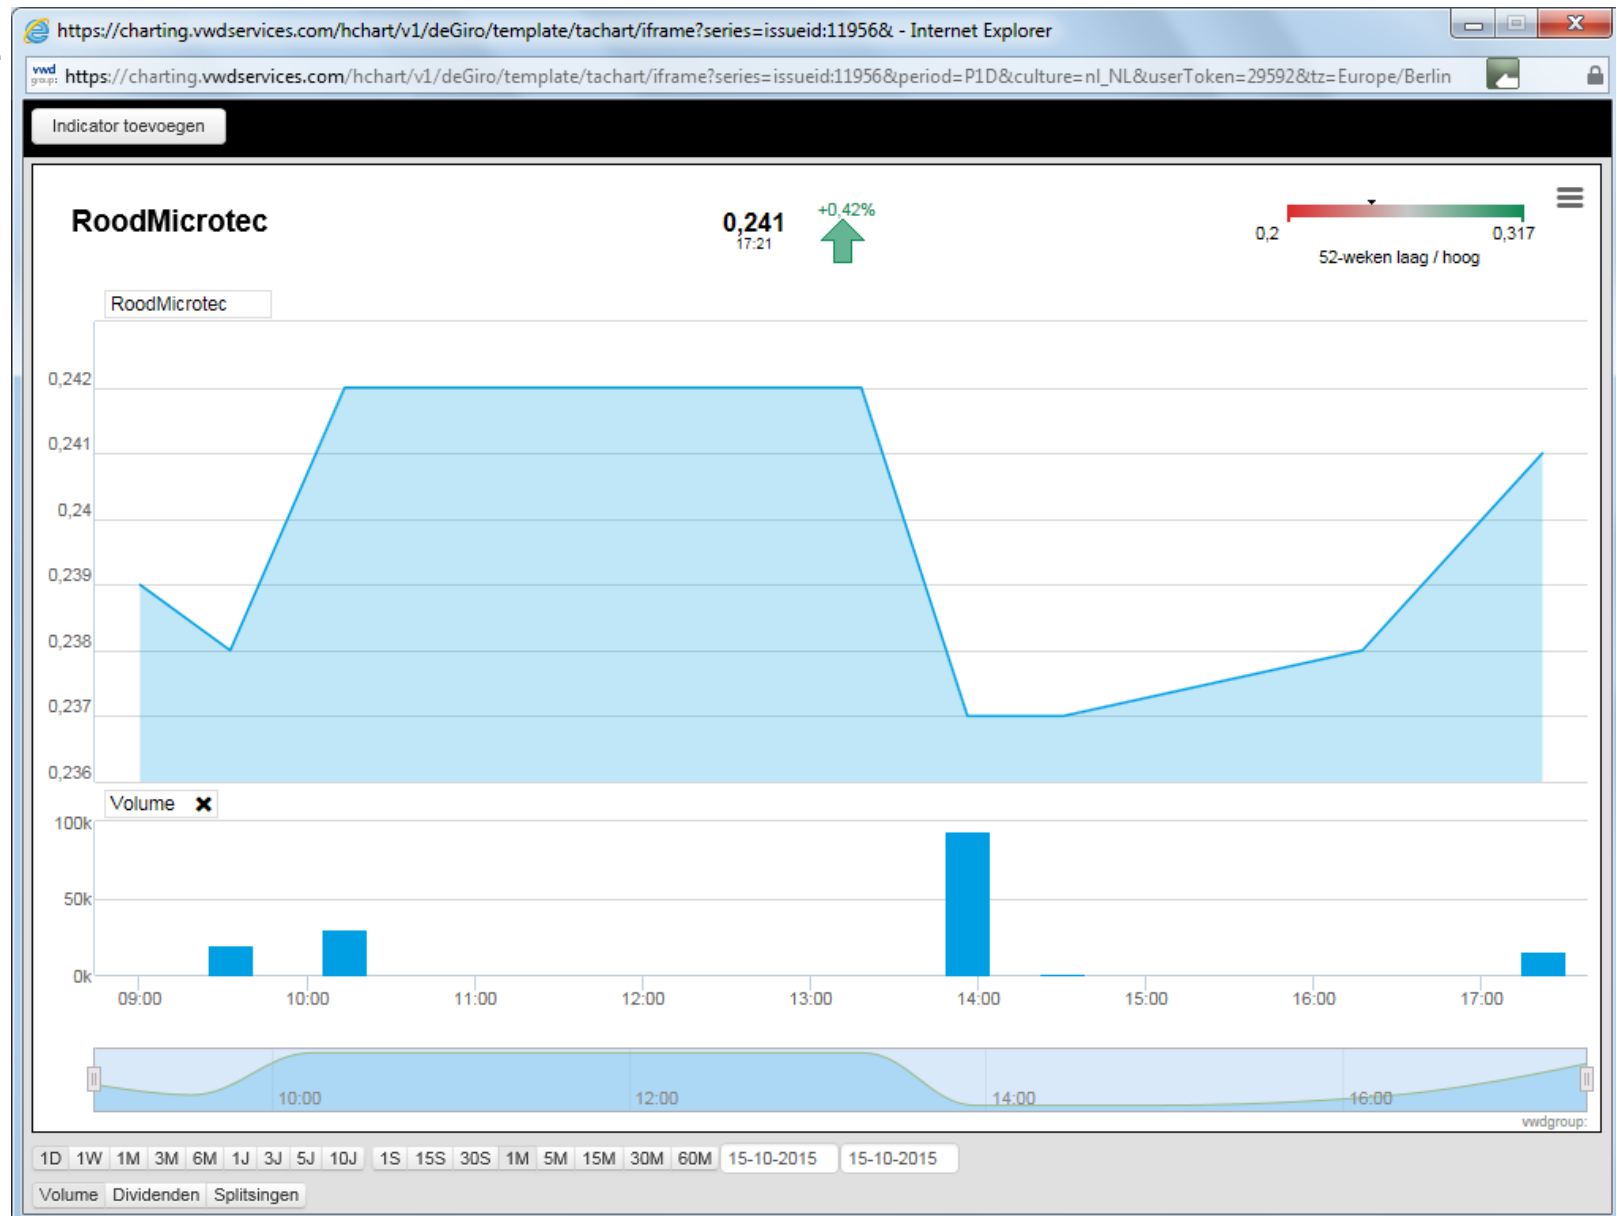 https://charting.vwdservices.com/hchart/v1/deGiro/template/tachart/iframe?series=issueid:11956& - Internet Explorer
vwd group: https://charting.vwdservices.com/hchart/v1/deGiro/template/tachart/iframe?series=issueid:11956&period=P1D&culture=nl_NL&userToken=29592&tz=Europe/Berlin
Indicator toevoegen
RoodMicrotec
0,241
17:21
+0,42%
0,2
0,317
52-weken laag / hoog
RoodMicrotec
0,242
0,241
0,24
0,239
0,238
0,237
0,236
Volume
100k
50k
0k
09:00 10:00 11:00 12:00 13:00 14:00 15:00 16:00 17:00
10:00 12:00 14:00 16:00
vwdgroup:
1D 1W 1M 3M 6M 1J 3J 5J 10J 1S 15S 30S 1M 5M 15M 30M 60M 15-10-2015 15-10-2015
Volume Dividenden Splitsingen